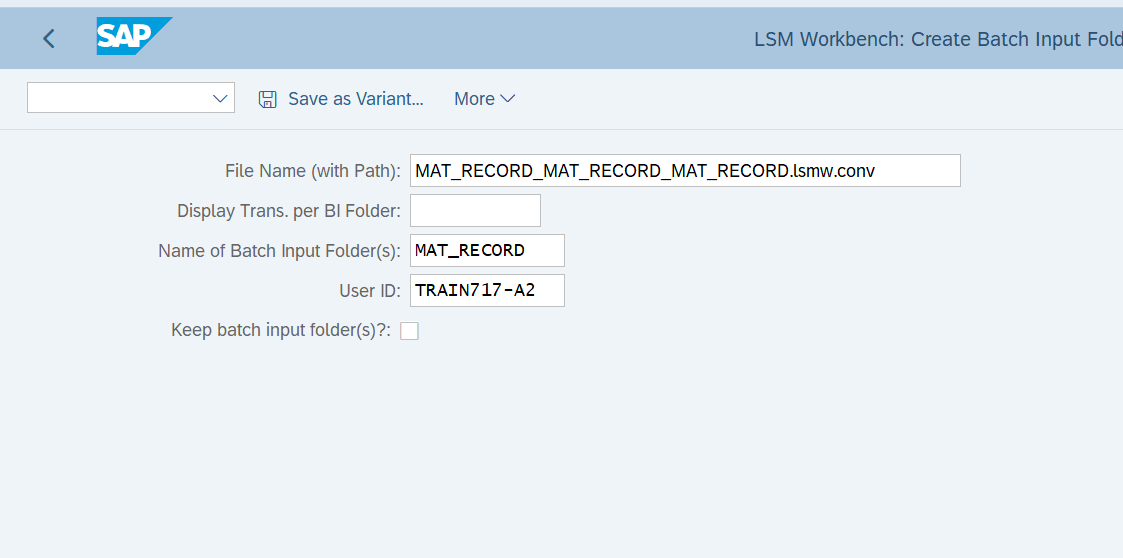 SAP
LSM Workbench: Create Batch Input Fold
Save as Variant...
More
File Name (with Path): MAT_RECORD_MAT_RECORD_MAT_RECORD.lsmw.conv
Display Trans. per BI Folder:
Name of Batch Input Folder(s): MAT_RECORD
User ID: TRAIN717-A2
Keep batch input folder(s)?: